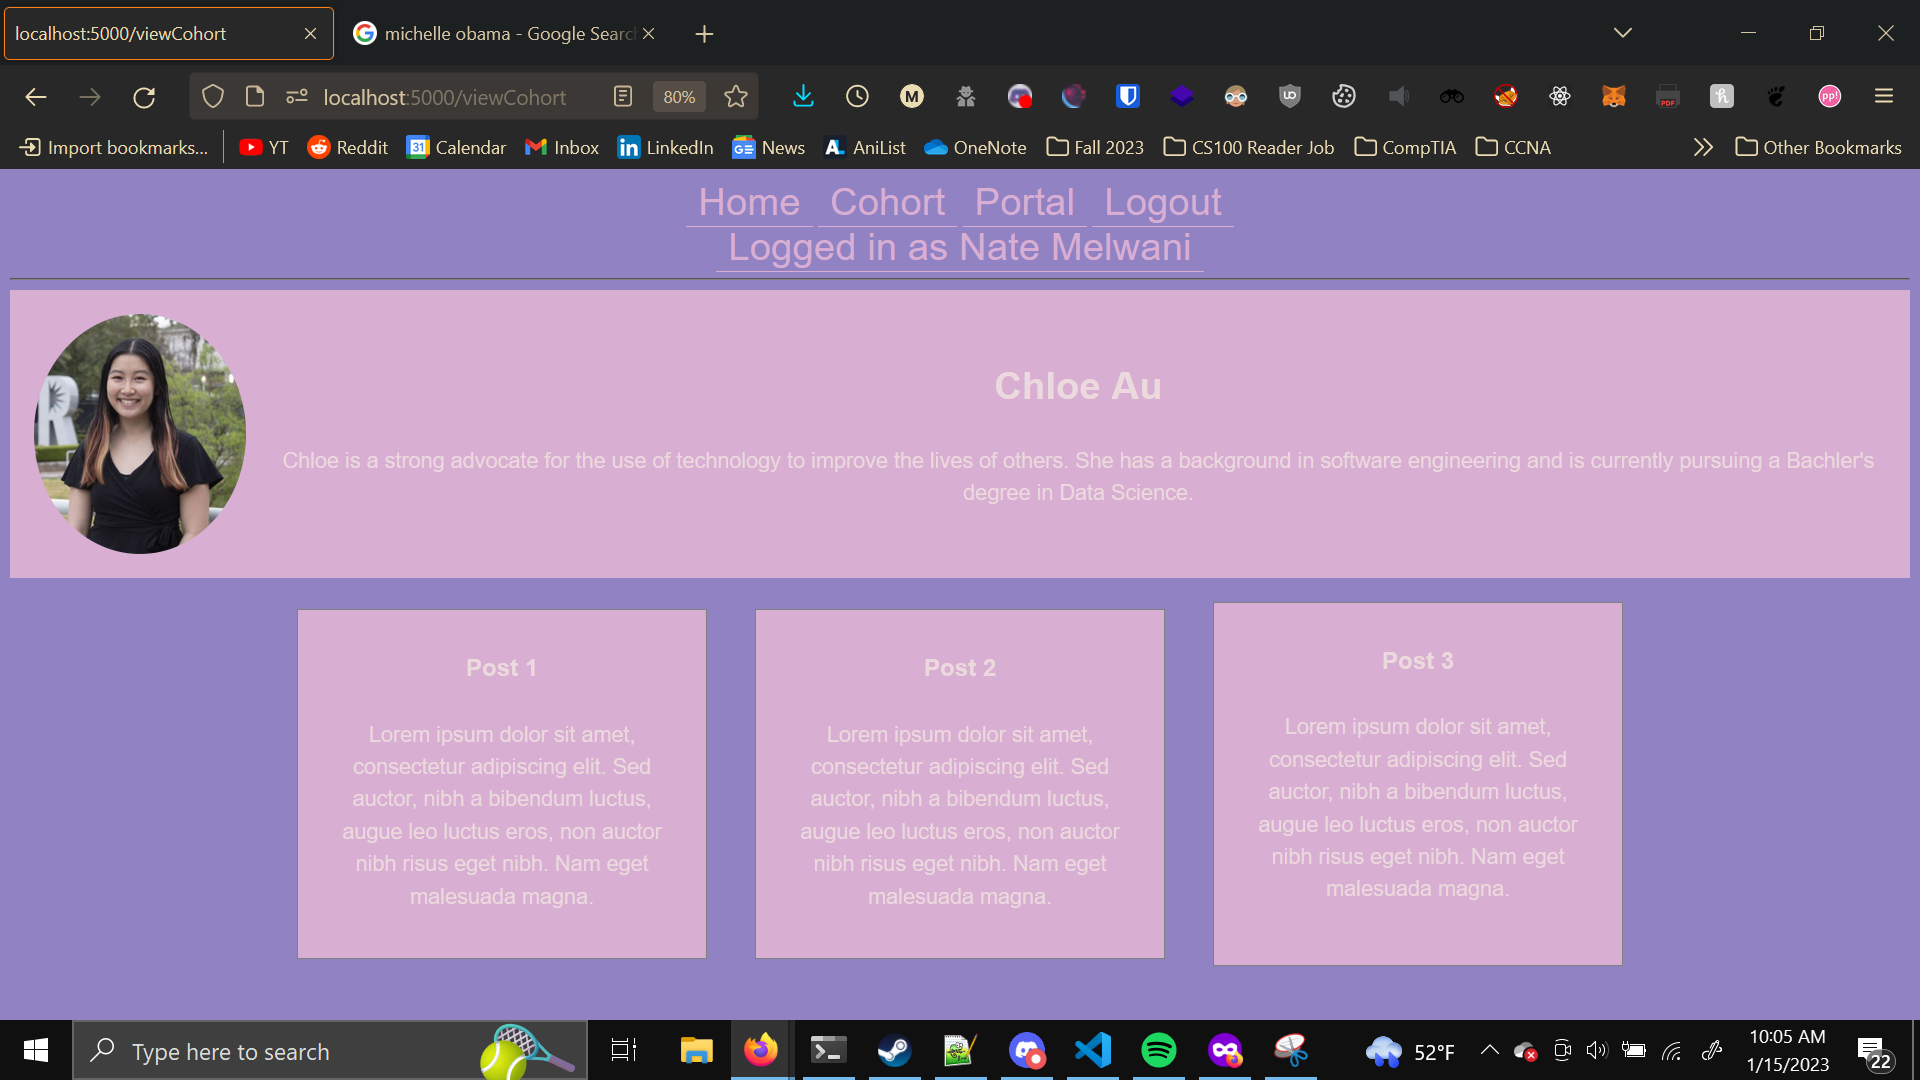 localhost:5000/viewCohort
michelle obama - Google Searc
localhost:5000/viewCohort
80%
Import bookmarks...
YT
Reddit
31
Calendar
Inbox
LinkedIn
News
AniList
OneNote
Fall 2023
CS100 Reader Job
CompTIA
CCNA
Other Bookmarks
Home
Cohort
Portal
Logout
Logged in as Nate Melwani
R
Chloe Au
Chloe is a strong advocate for the use of technology to improve the lives of others. She has a background in software engineering and is currently pursuing a Bachler's
degree in Data Science.
Post 1
Lorem ipsum dolor sit amet,
consectetur adipiscing elit. Sed
auctor, nibh a bibendum luctus,
augue leo luctus eros, non auctor
nibh risus eget nibh. Nam eget
malesuada magna.
Post 2
Lorem ipsum dolor sit amet,
consectetur adipiscing elit. Sed
auctor, nibh a bibendum luctus,
augue leo luctus eros, non auctor
nibh risus eget nibh. Nam eget
malesuada magna.
Post 3
Lorem ipsum dolor sit amet,
consectetur adipiscing elit. Sed
auctor, nibh a bibendum luctus,
augue leo luctus eros, non auctor
nibh risus eget nibh. Nam eget
malesuada magna.
Type here to search
52°F
10:05 AM
1/15/2023
22